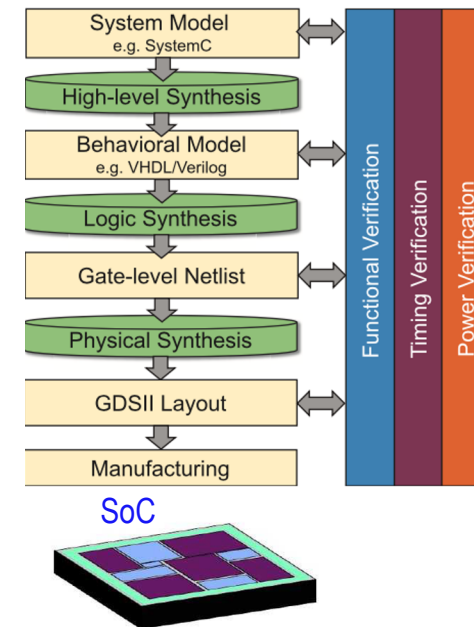 System Model
e.g. SystemC
High-level Synthesis
Behavioral Model
e.g. VHDL/Verilog
Logic Synthesis
Gate-level Netlist
Physical Synthesis
GDSII Layout
Manufacturing
SoC
Functional Verification
Timing Verification
Power Verification